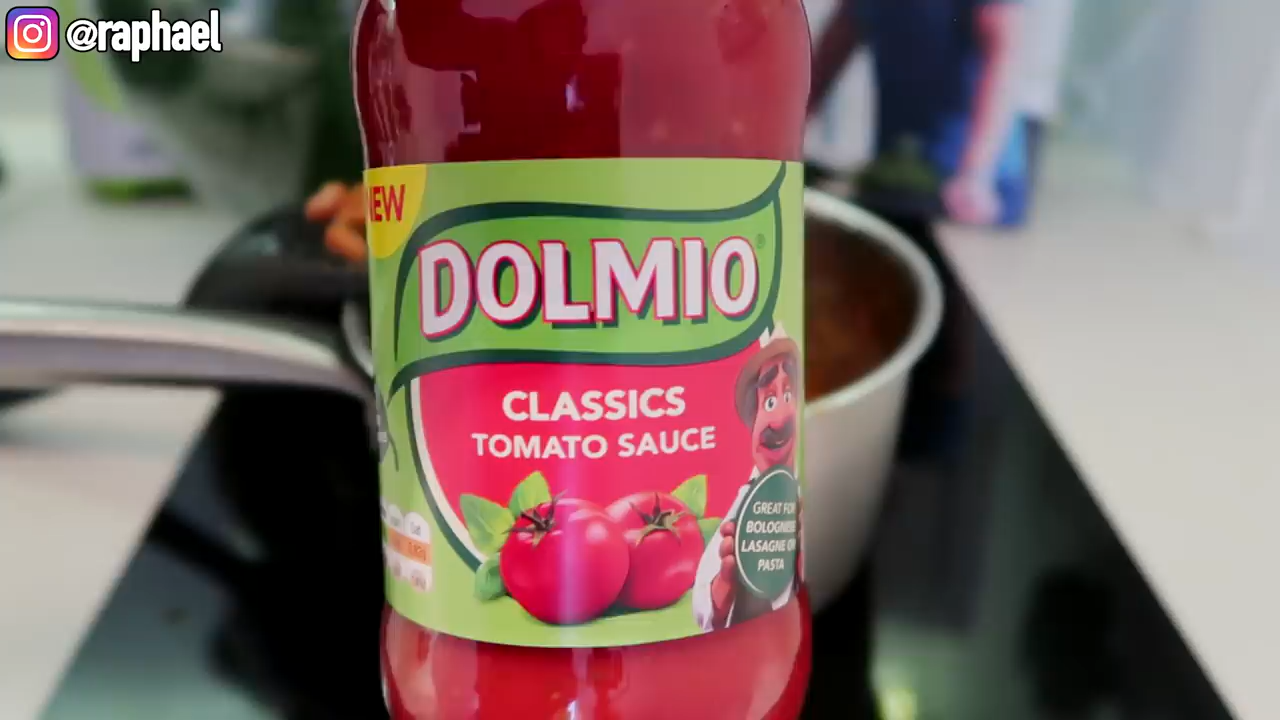 @raphael
NEW
DOLMIO®
CLASSICS
TOMATO SAUCE
GREAT FOR
BOLOGNESE
LASAGNE OR
PASTA